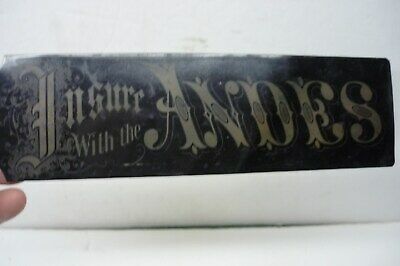 Insure
With the ANDES